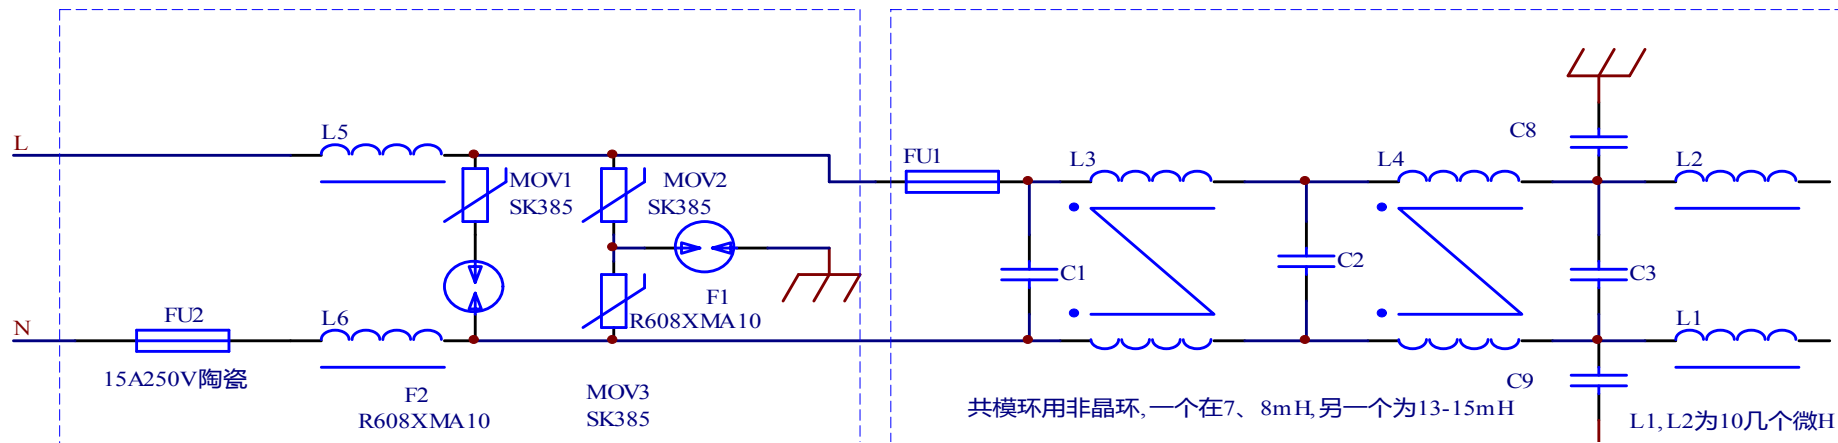 C8
L
L5
FU1
L3
L4
L2
MOV1
SK385
MOV2
SK385
C1
C2
C3
F1
R608XMA10
N
FU2
L6
L1
15A250V陶瓷
F2
R608XMA10
MOV3
SK385
C9
共模环用非晶环,一个在7、8mH,另一个为13-15mH
L1,L2为10几个微H